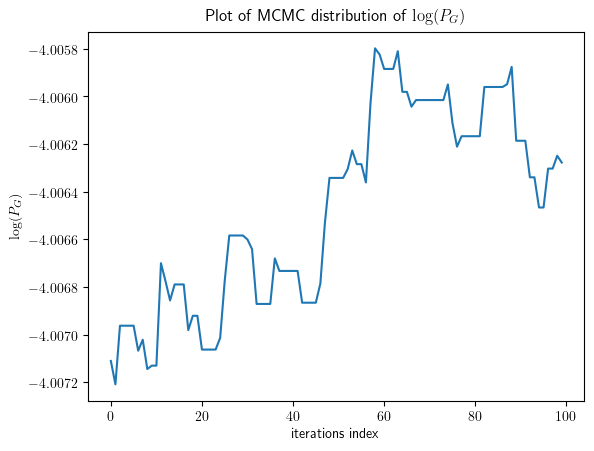 Plot of MCMC distribution of log(P_G)
log(P_G)
−4.0058
−4.0060
−4.0062
−4.0064
−4.0066
−4.0068
−4.0070
−4.0072
0 20 40 60 80 100
iterations index